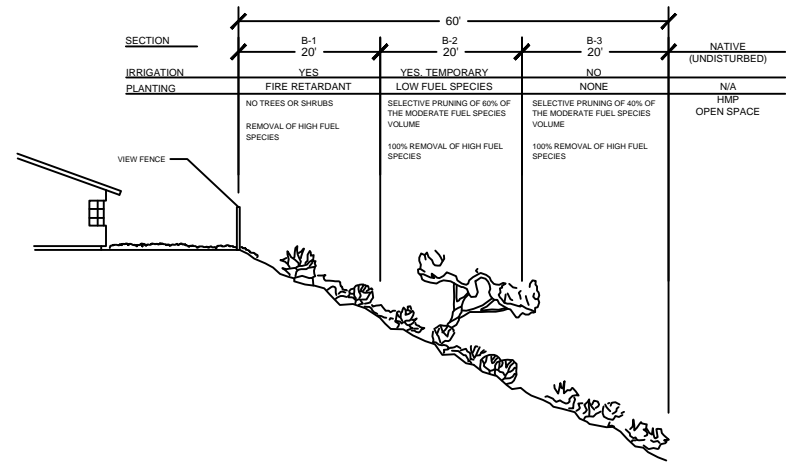 60'
SECTION
B-1
20'
B-2
20'
B-3
20'
NATIVE
(UNDISTURBED)
IRRIGATION
YES
YES. TEMPORARY
NO
PLANTING
FIRE RETARDANT
LOW FUEL SPECIES
NONE
N/A
NO TREES OR SHRUBS
REMOVAL OF HIGH FUEL
SPECIES
SELECTIVE PRUNING OF 60% OF
THE MODERATE FUEL SPECIES
VOLUME
100% REMOVAL OF HIGH FUEL
SPECIES
SELECTIVE PRUNING OF 40% OF
THE MODERATE FUEL SPECIES
VOLUME
100% REMOVAL OF HIGH FUEL
SPECIES
HMP
OPEN SPACE
VIEW FENCE